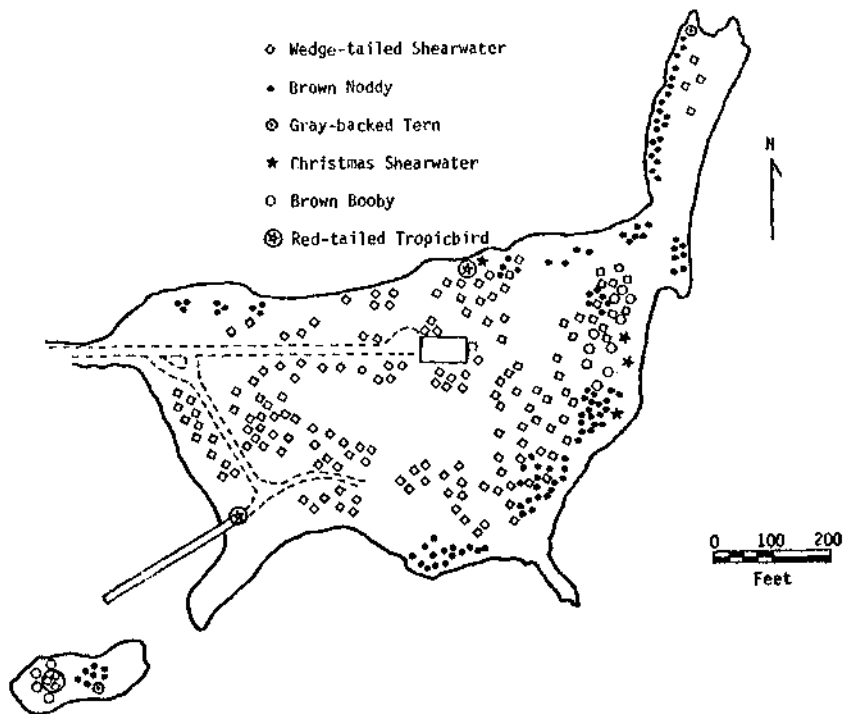 Wedge-tailed Shearwater
Brown Noddy
Gray-backed Tern
Christmas Shearwater
Brown Booby
Red-tailed Tropicbird
N
0 100 200
Feet